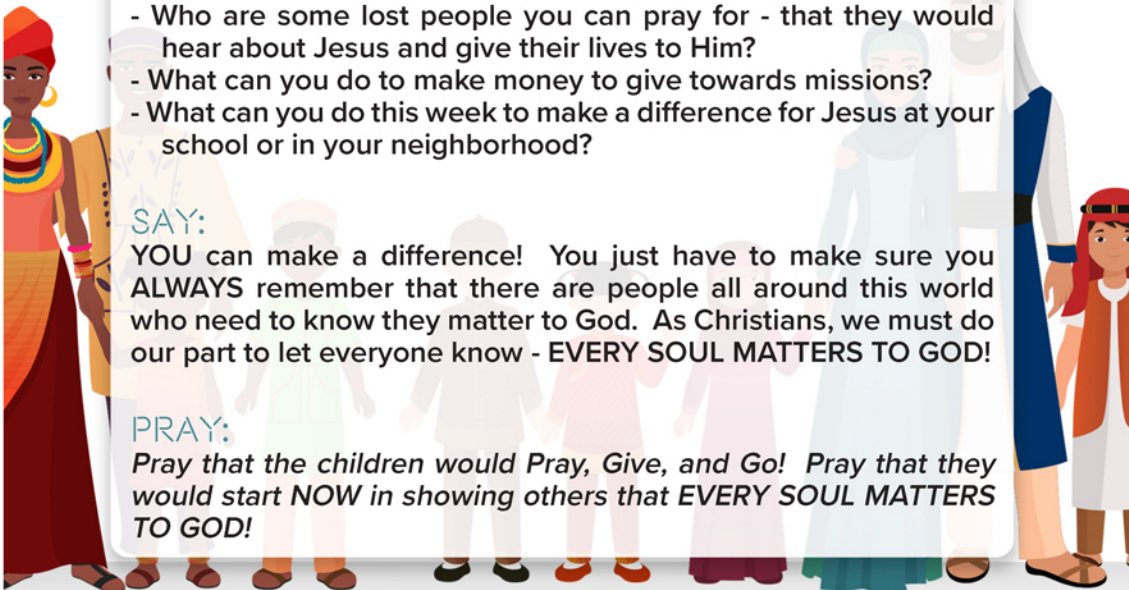 - Who are some lost people you can pray for - that they would
hear about Jesus and give their lives to Him?
- What can you do to make money to give towards missions?
- What can you do this week to make a difference for Jesus at your
school or in your neighborhood?
SAY:
YOU can make a difference! You just have to make sure you
ALWAYS remember that there are people all around this world
who need to know they matter to God. As Christians, we must do
our part to let everyone know - EVERY SOUL MATTERS TO GOD!
PRAY:
Pray that the children would Pray, Give, and Go! Pray that they
would start NOW in showing others that EVERY SOUL MATTERS
TO GOD!